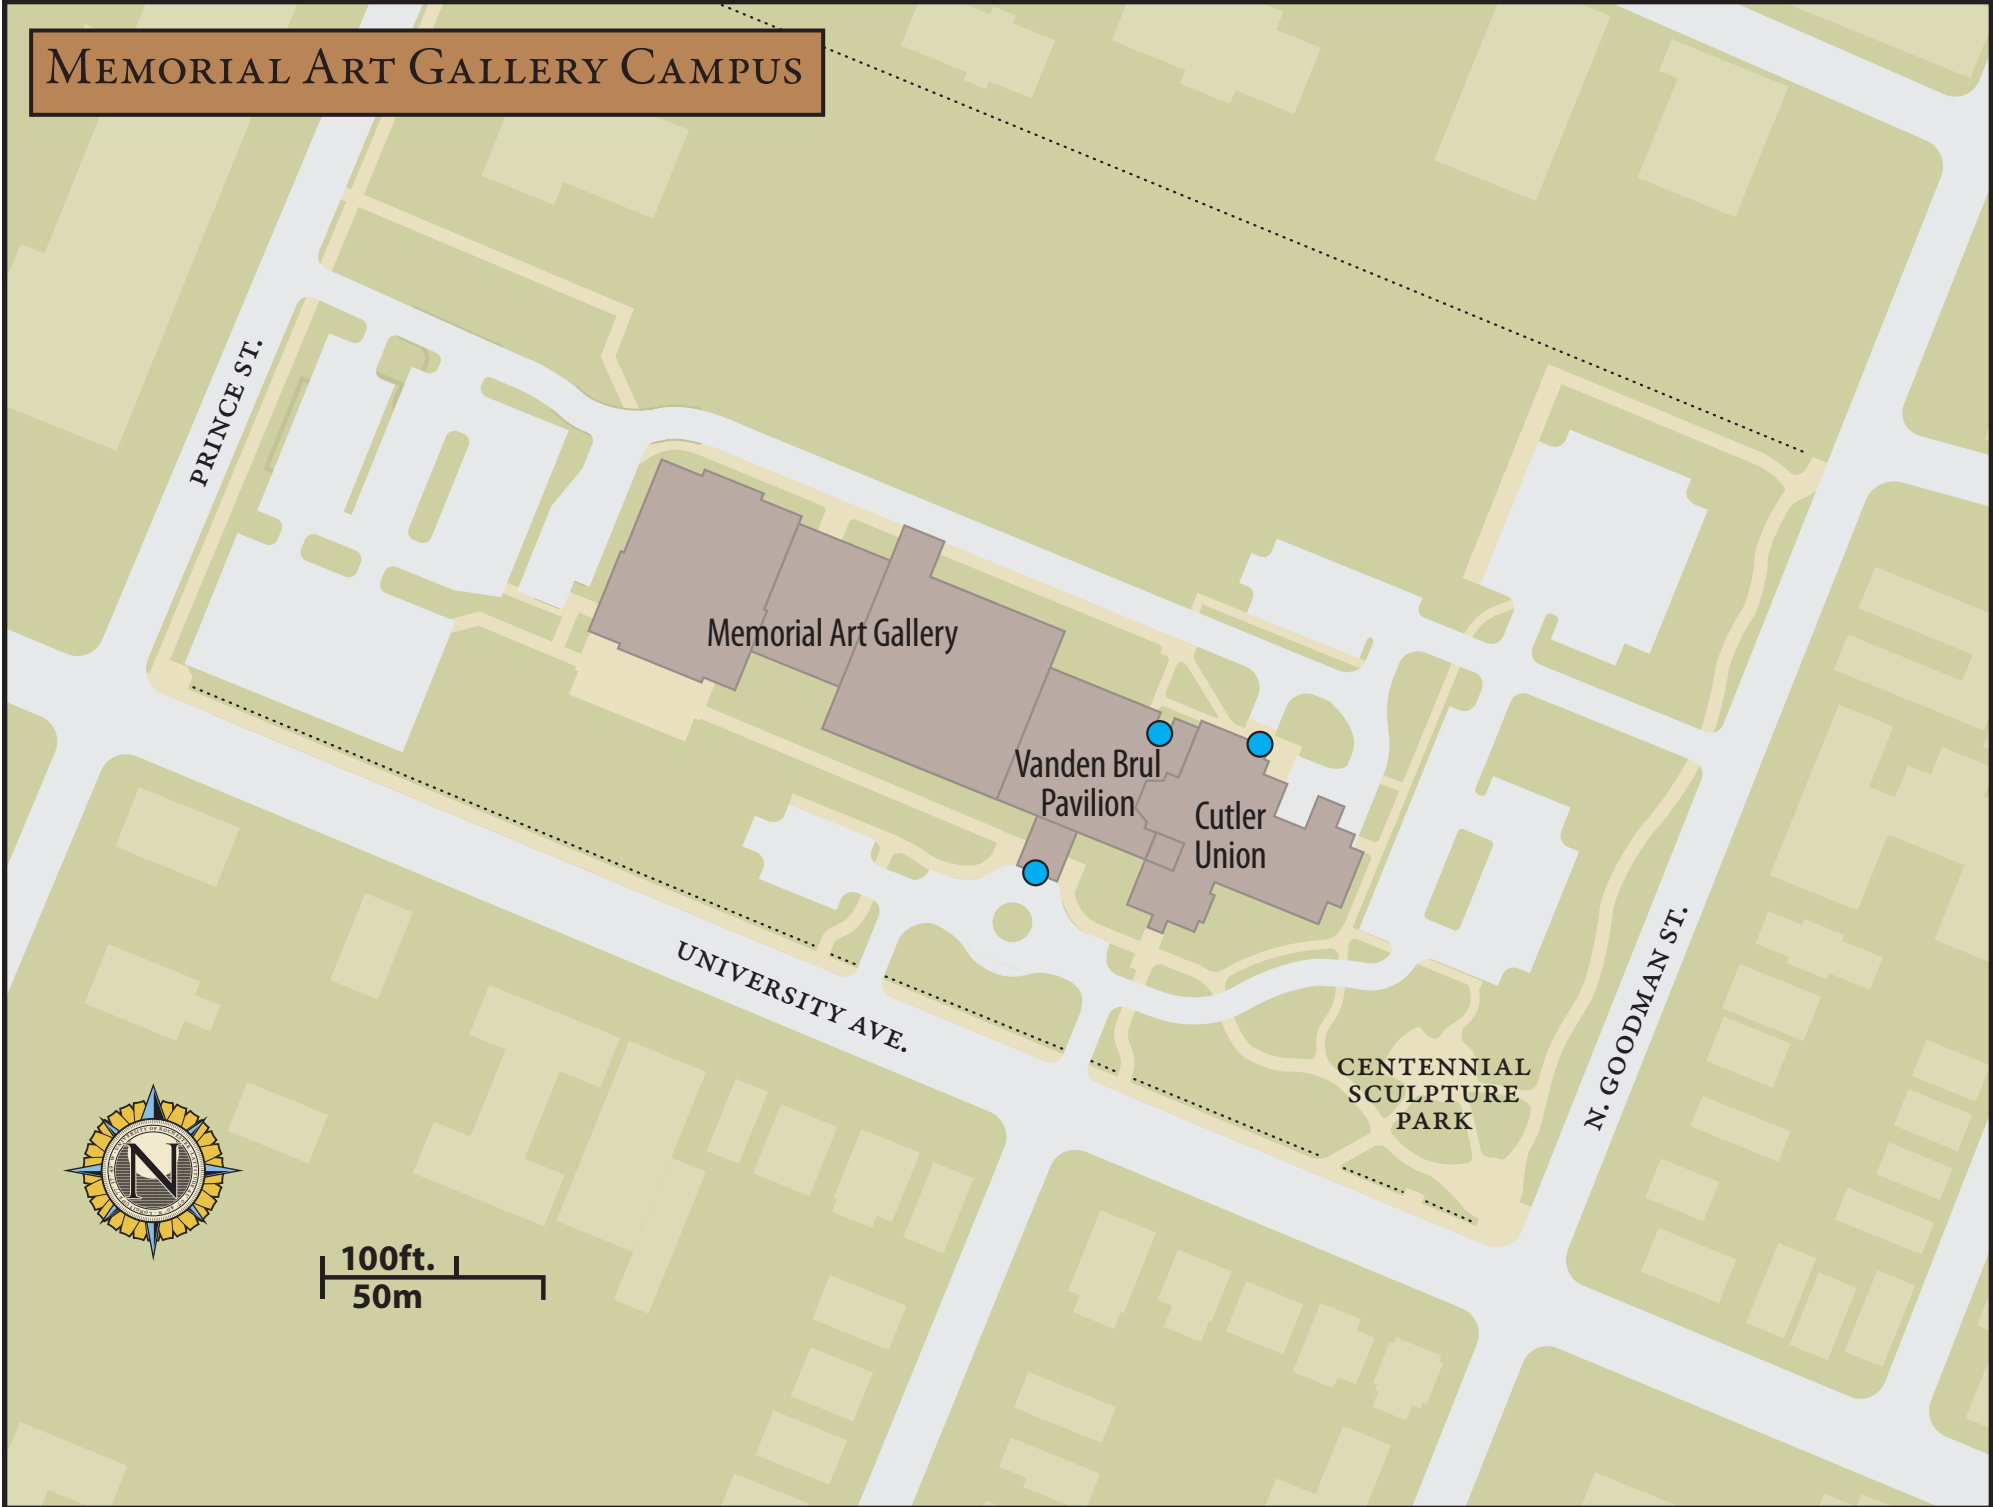 MEMORIAL ART GALLERY CAMPUS
PRINCE ST.
Memorial Art Gallery
Vanden Brul
Pavilion
Cutler
Union
UNIVERSITY AVE.
N. GOODMAN ST.
CENTENNIAL
SCULPTURE
PARK
N
100ft.
50m